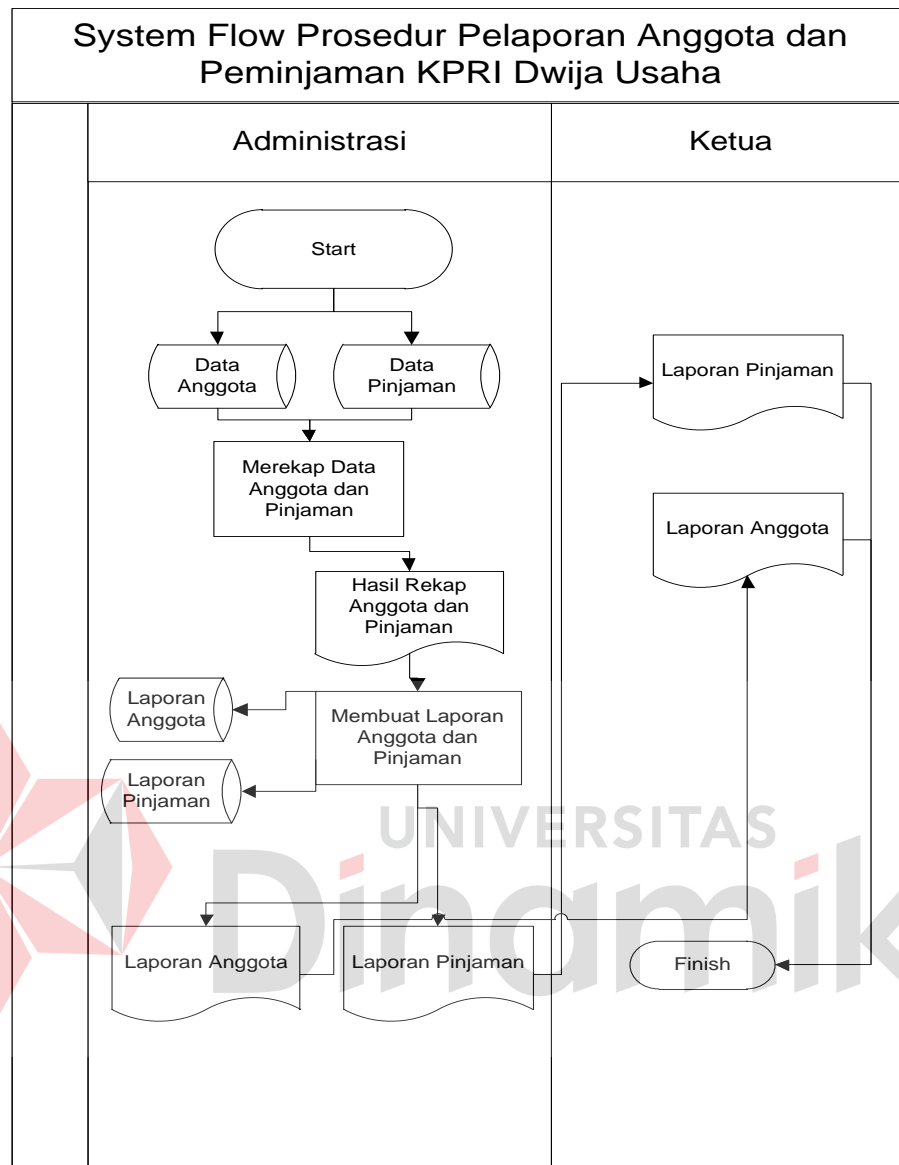 System Flow Prosedur Pelaporan Anggota dan
Peminjaman KPRI Dwija Usaha
Administrasi
Ketua
Start
Data
Anggota
Data
Pinjaman
Laporan Pinjaman
Merekap Data
Anggota dan
Pinjaman
Laporan Anggota
Hasil Rekap
Anggota dan
Pinjaman
Laporan
Anggota
Membuat Laporan
Anggota dan
Pinjaman
Laporan
Pinjaman
UNIVERSITAS
Dinamik
Laporan Anggota
Laporan Pinjaman
Finish